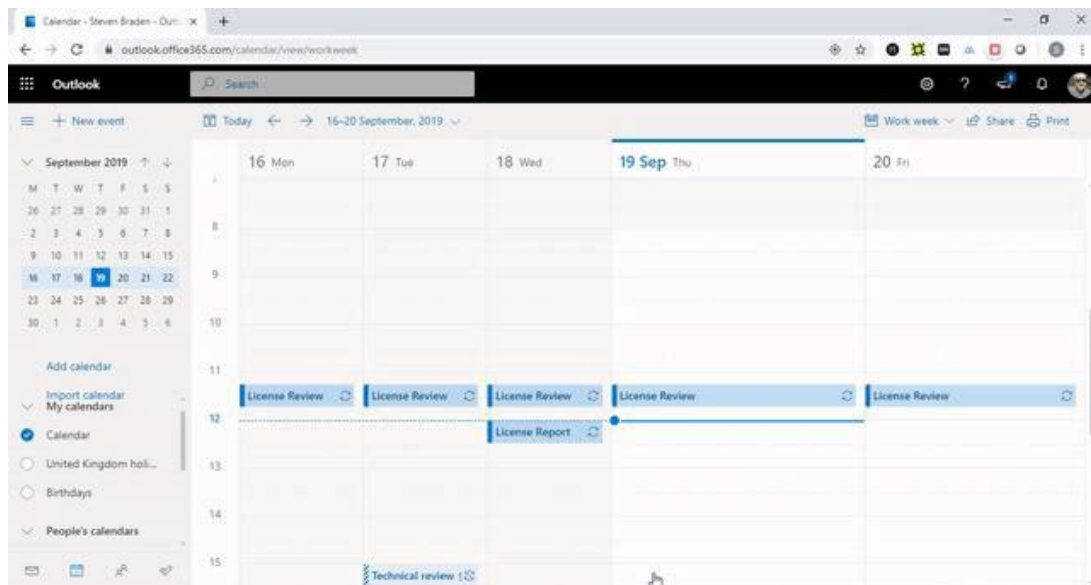 Calendar - Steven Braden - Out
outlook.office365.com/calendar/view/workweek
Outlook
Search
New event
Today
16–20 September, 2019
Work week
Share
Print
September 2019
M T W T F S S
26 27 28 29 30 31 1
2 3 4 5 6 7 8
9 10 11 12 13 14 15
16 17 18 19 20 21 22
23 24 25 26 27 28 29
30 1 2 3 4 5 6
Add calendar
Import calendar
My calendars
Calendar
United Kingdom holi...
Birthdays
People's calendars
16 Mon
17 Tue
18 Wed
19 Sep Thu
20 Fri
8
9
10
11
License Review
License Review
License Review
License Review
License Review
12
License Report
13
14
15
Technical review